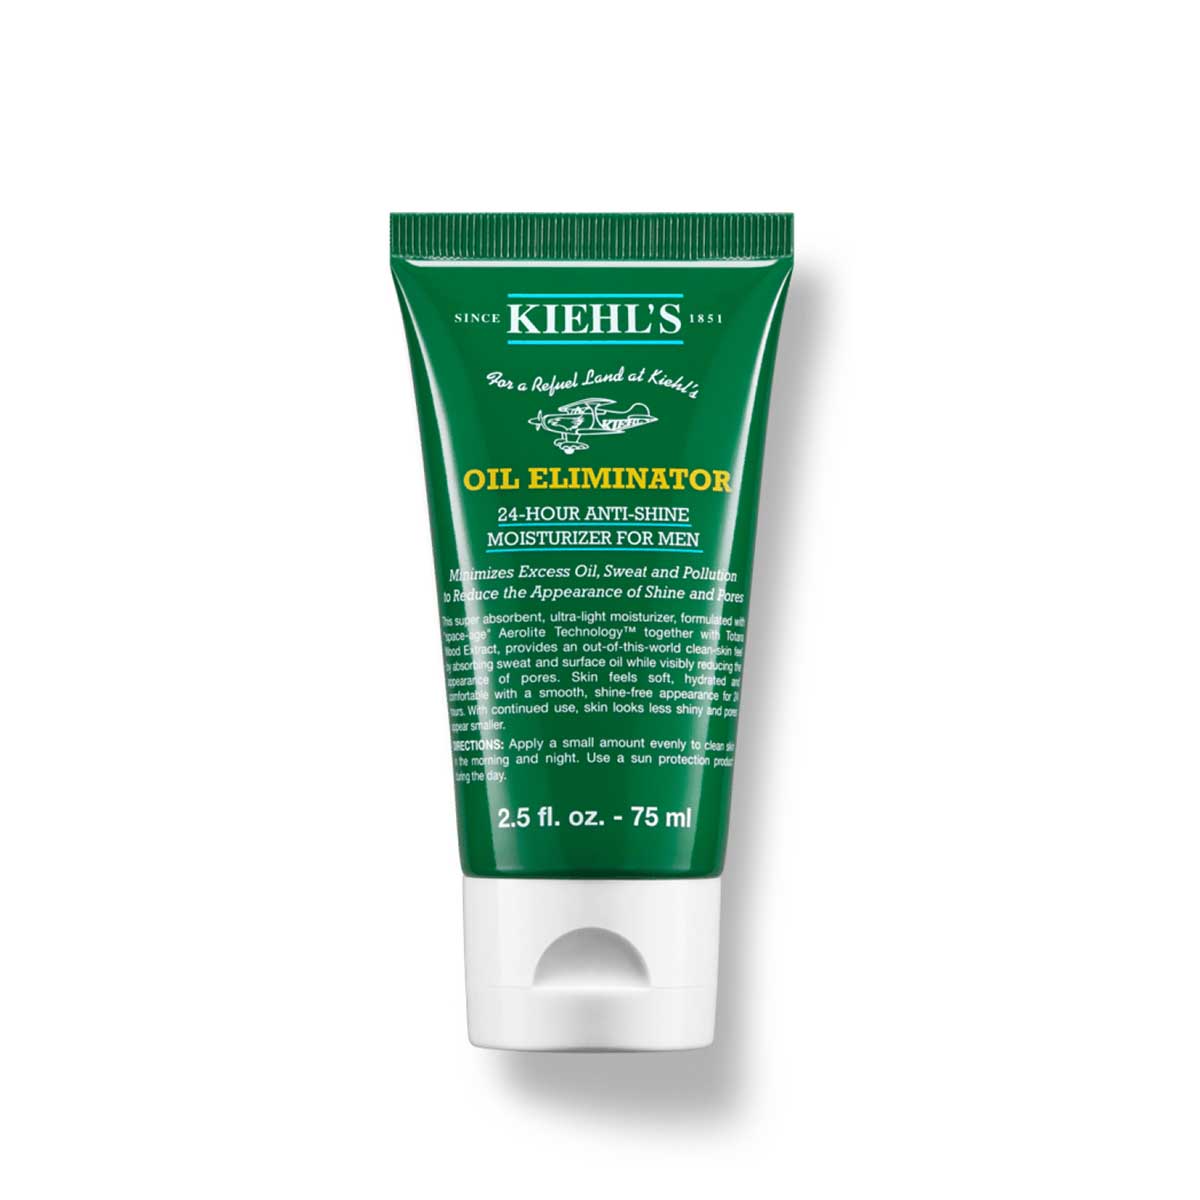 SINCE KIEHL'S 1851
For a Refuel Land at Kiehl's
KIEHL'S
OIL ELIMINATOR
24-HOUR ANTI-SHINE
MOISTURIZER FOR MEN
Minimizes Excess Oil, Sweat and Pollution
to Reduce the Appearance of Shine and Pores
This super absorbent, ultra-light moisturizer, formulated with
"space-age" Aerolite Technology™ together with Totara
Wood Extract, provides an out-of-this-world clean-skin feel
by absorbing sweat and surface oil while visibly reducing the
appearance of pores. Skin feels soft, hydrated and
comfortable with a smooth, shine-free appearance for 24
hours. With continued use, skin looks less shiny and pores
appear smaller.
DIRECTIONS: Apply a small amount evenly to clean skin
in the morning and night. Use a sun protection product
during the day.
2.5 fl. oz. - 75 ml